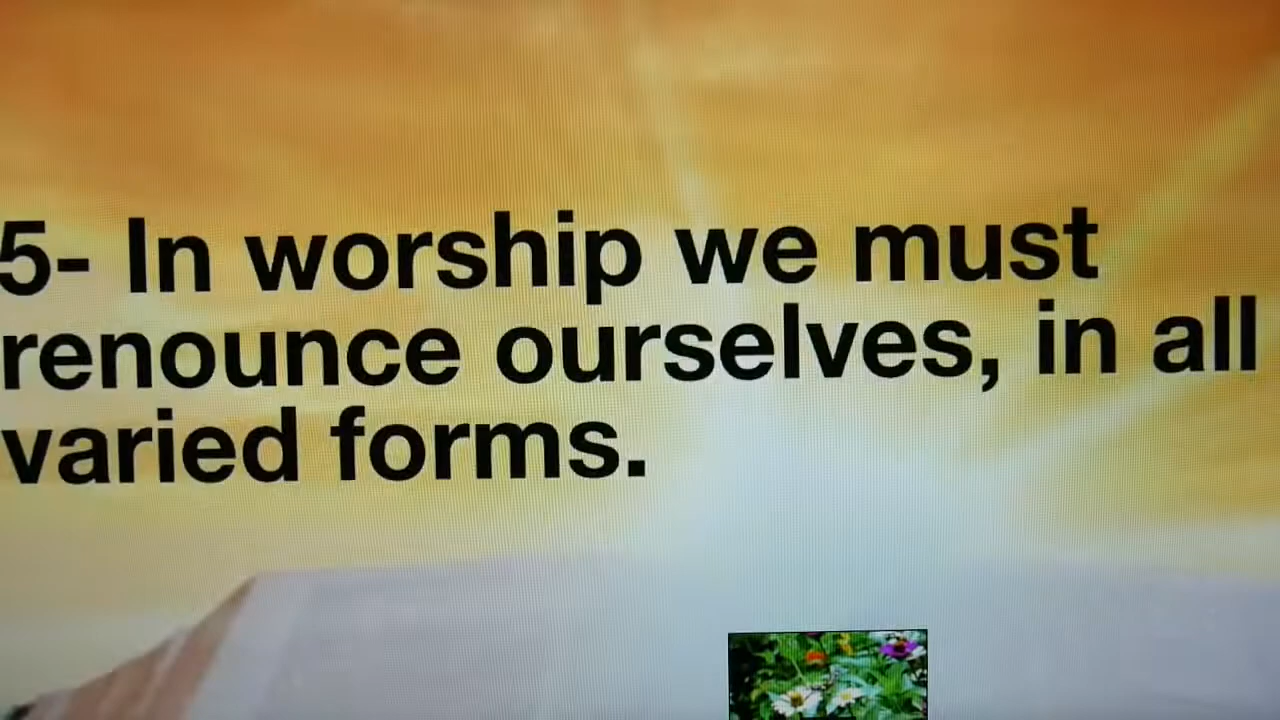 5- In worship we must
renounce ourselves, in all
varied forms.